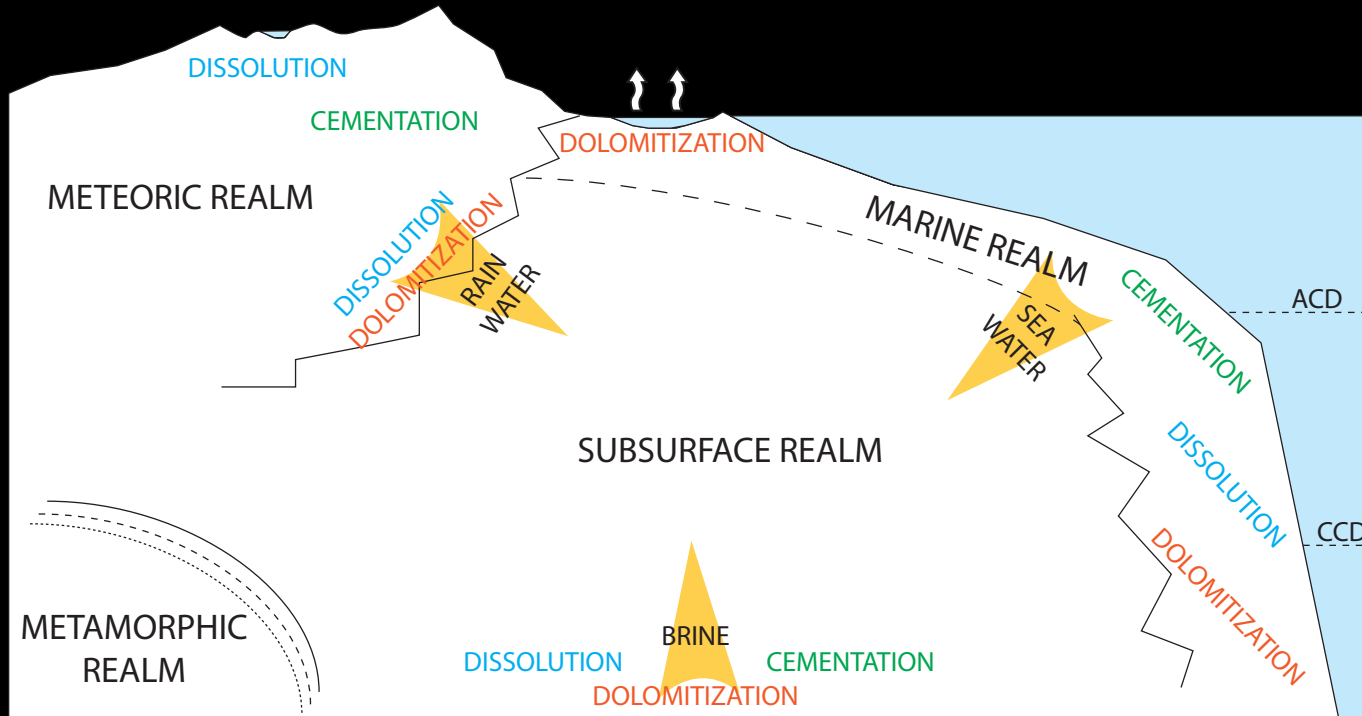 DISSOLUTION
CEMENTATION
DOLOMITIZATION
METEORIC REALM
MARINE REALM
DISSOLUTION
DOLOMITIZATION
RAIN
WATER
SEA
WATER
CEMENTATION
ACD
SUBSURFACE REALM
DISSOLUTION
CCD
DOLOMITIZATION
METAMORPHIC
REALM
BRINE
DISSOLUTION
CEMENTATION
DOLOMITIZATION